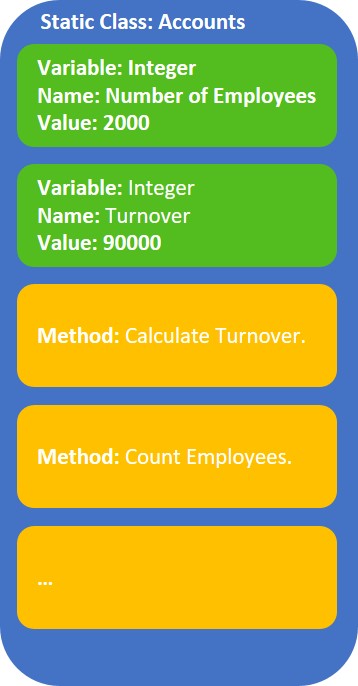 Static Class: Accounts
Variable: Integer
Name: Number of Employees
Value: 2000
Variable: Integer
Name: Turnover
Value: 90000
Method: Calculate Turnover.
Method: Count Employees.
...